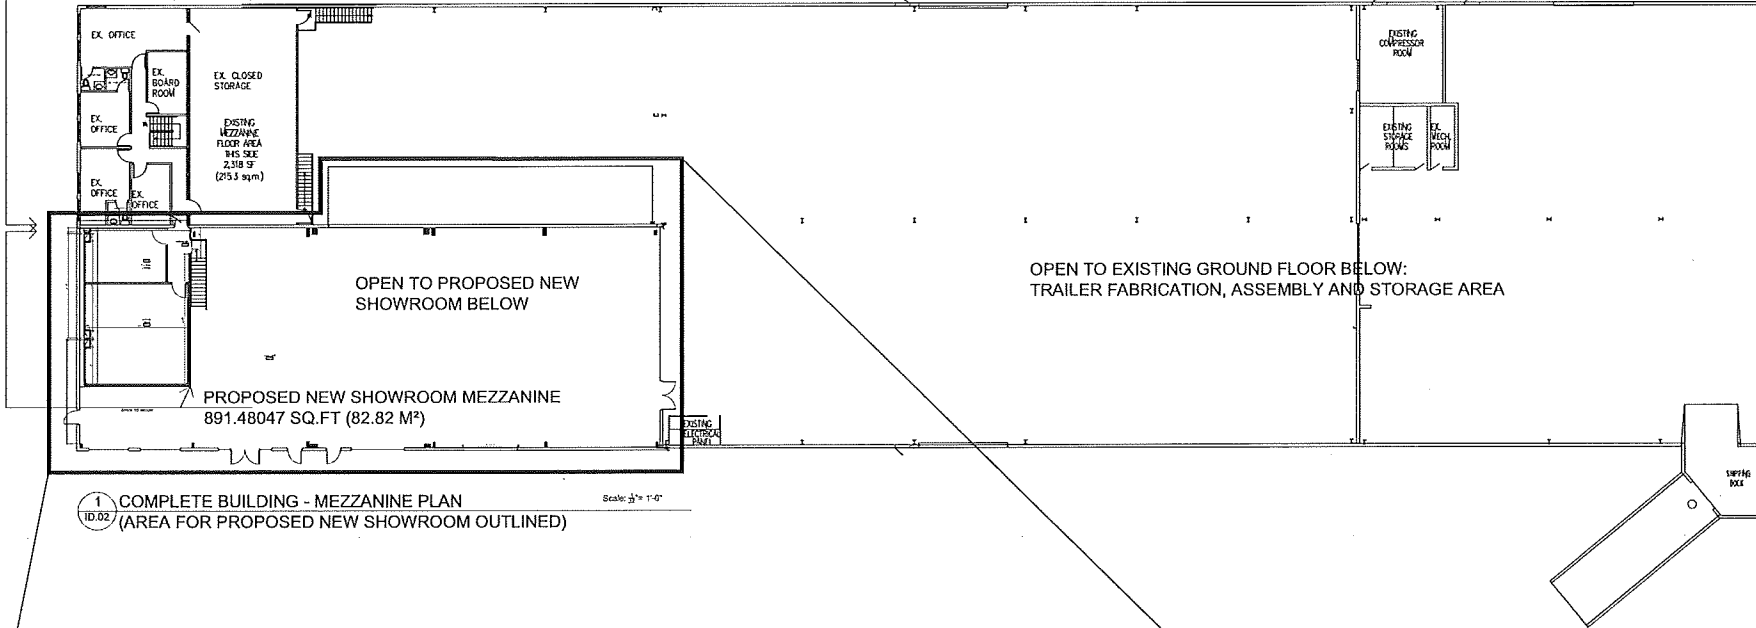 EX. OFFICE
EX.
BOARD
ROOM
EX. CLOSED
STORAGE
EX.
OFFICE
EXISTING
MEZZANINE
FLOOR AREA
THIS SIDE
2,318 SF
(215.3 sq.m)
EX.
OFFICE
EX.
OFFICE
EXISTING
COMPRESSOR
ROOM
EXISTING
STORAGE
ROOMS
EX.
MECH.
ROOM
OPEN TO PROPOSED NEW
SHOWROOM BELOW
OPEN TO EXISTING GROUND FLOOR BELOW:
TRAILER FABRICATION, ASSEMBLY AND STORAGE AREA
PROPOSED NEW SHOWROOM MEZZANINE
891.48047 SQ.FT (82.82 M²)
EXISTING
ELECTRICAL
PANEL
SHIPPING
DOCK
1
ID.02
COMPLETE BUILDING - MEZZANINE PLAN
(AREA FOR PROPOSED NEW SHOWROOM OUTLINED)